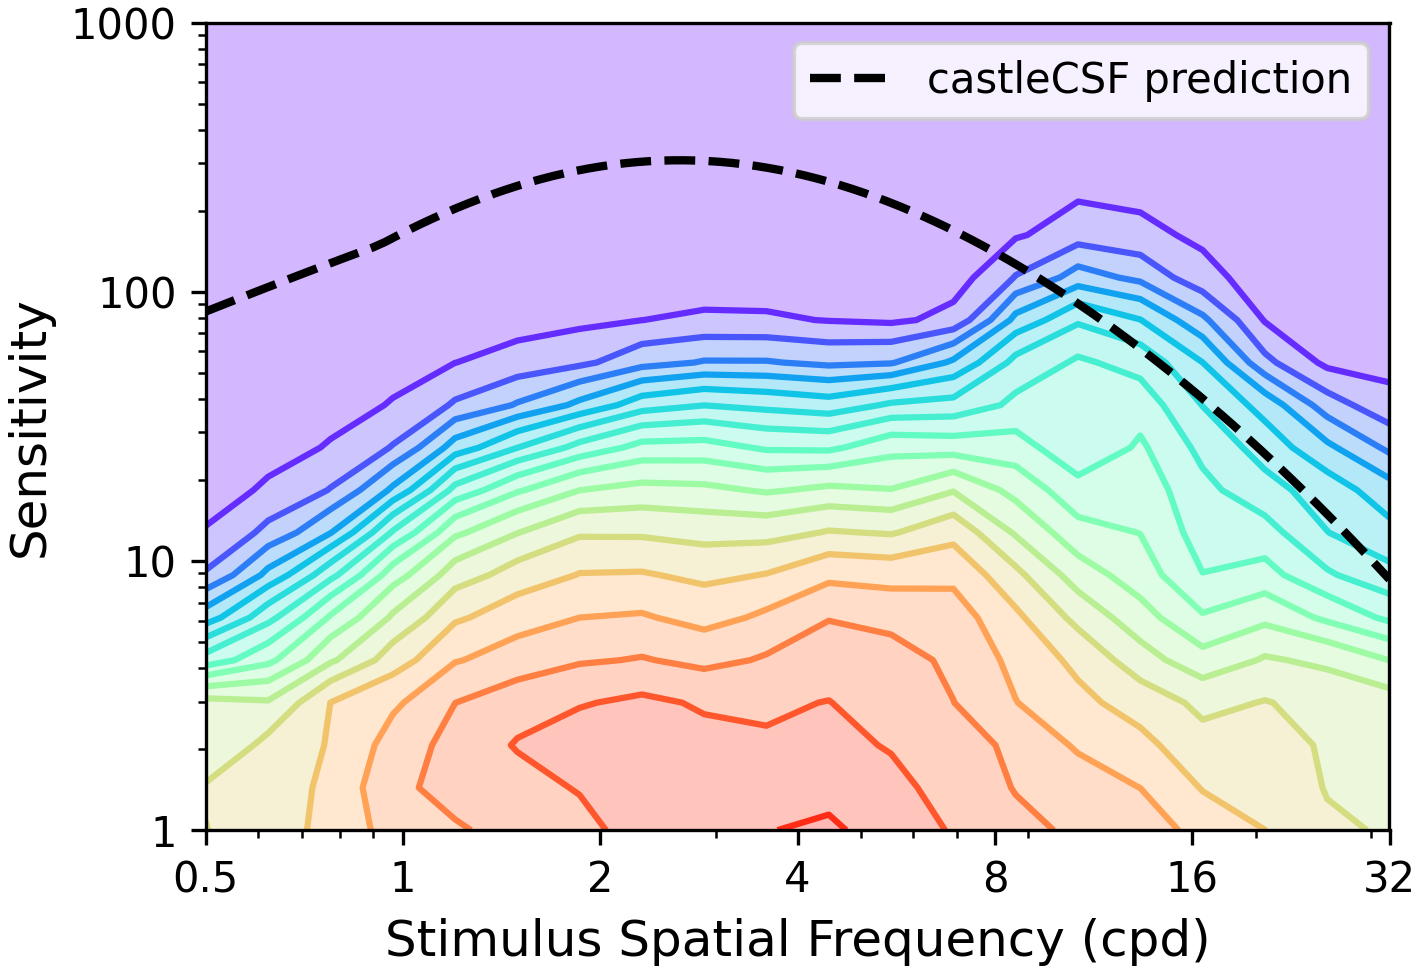 1000
castleCSF prediction
100
Sensitivity
10
1
0.5 1 2 4 8 16 32
Stimulus Spatial Frequency (cpd)